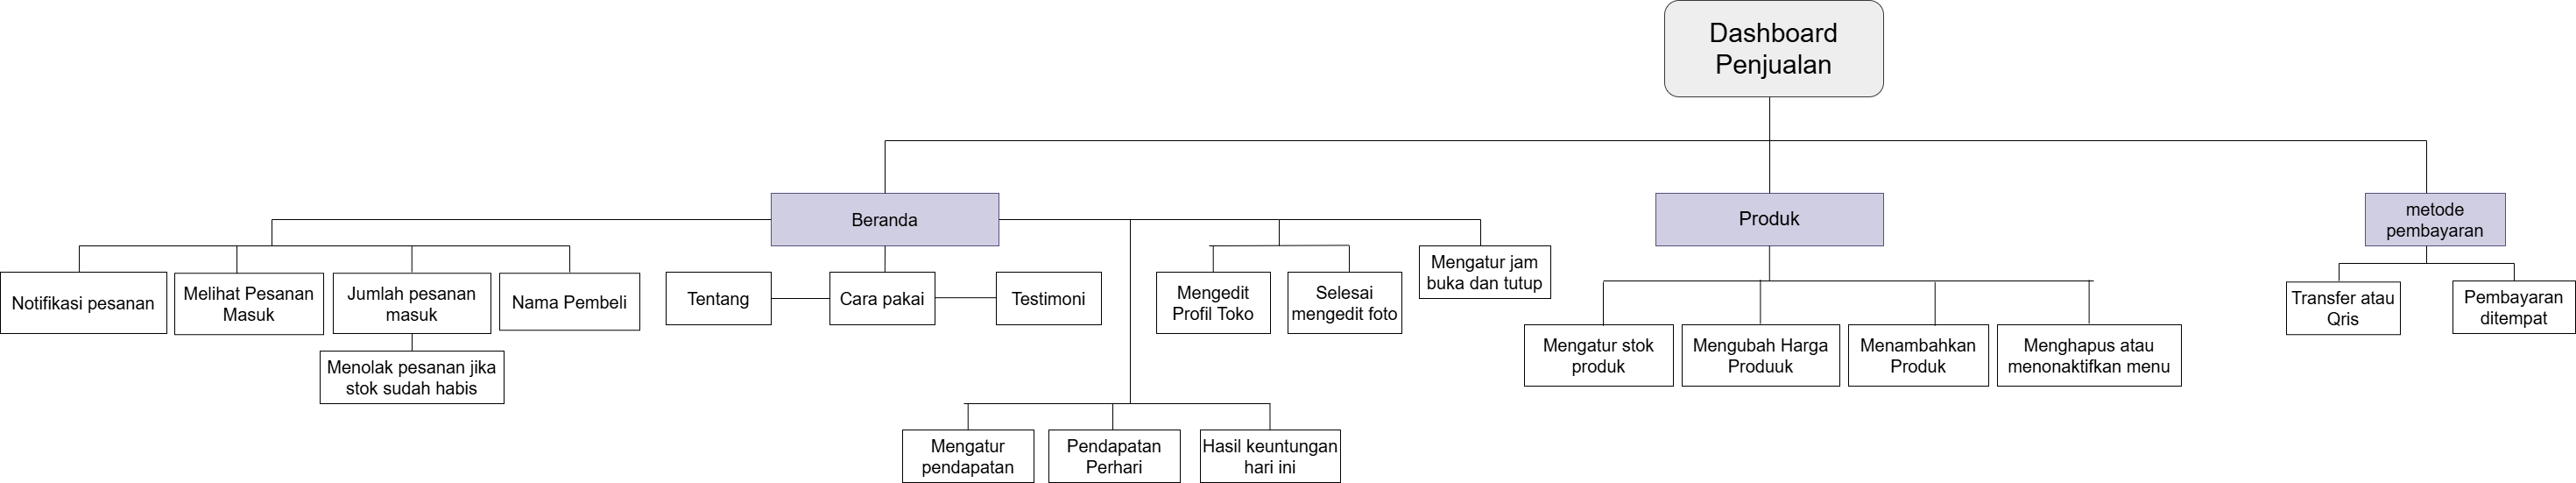 Dashboard
Penjualan
Beranda
Produk
metode
pembayaran
Notifikasi pesanan
Melihat Pesanan
Masuk
Jumlah pesanan
masuk
Nama Pembeli
Menolak pesanan jika
stok sudah habis
Tentang
Cara pakai
Testimoni
Mengedit
Profil Toko
Selesai
mengedit foto
Mengatur jam
buka dan tutup
Mengatur
pendapatan
Pendapatan
Perhari
Hasil keuntungan
hari ini
Mengatur stok
produk
Mengubah Harga
Produuk
Menambahkan
Produk
Menghapus atau
menonaktifkan menu
Transfer atau
Qris
Pembayaran
ditempat